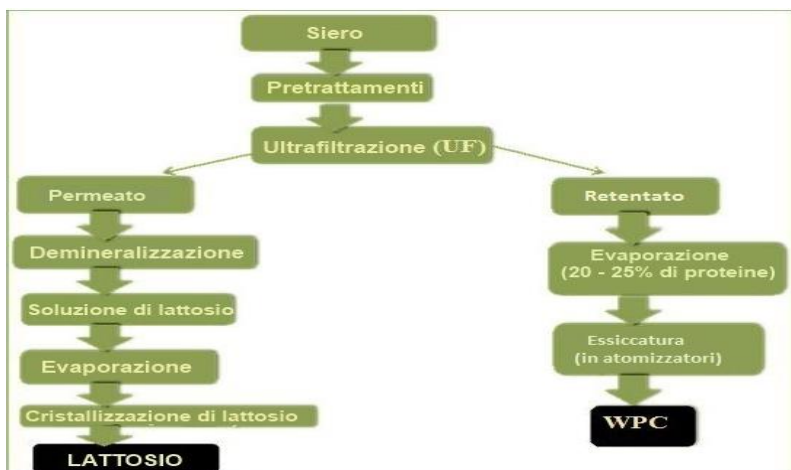 Siero
Pretrattamenti
Ultrafiltrazione (UF)
Permeato
Demineralizzazione
Soluzione di lattosio
Evaporazione
Cristallizzazione di lattosio
LATTOSIO
Retentato
Evaporazione
(20 - 25% di proteine)
Essiccatura
(in atomizzatori)
WPC